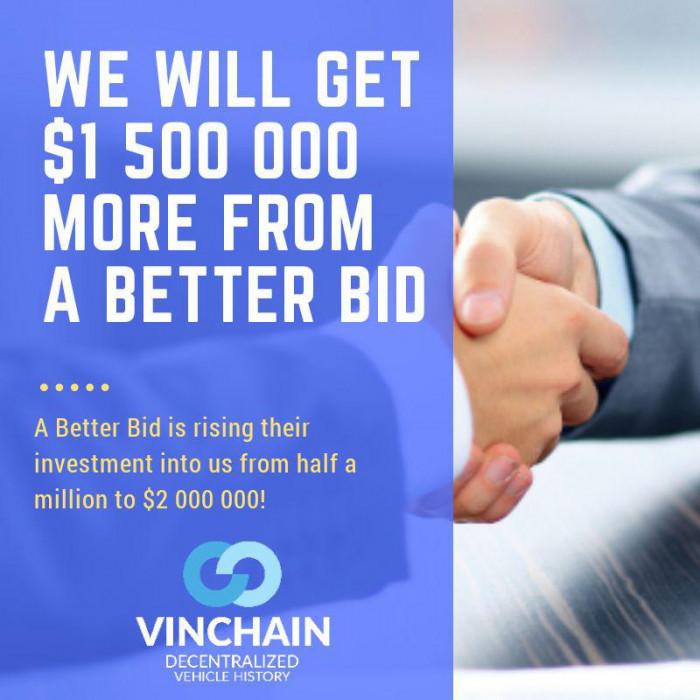 WE WILL GET
$1 500 000
MORE FROM
A BETTER BID
A Better Bid is rising their
investment into us from half a
million to $2 000 000!
VINCHAIN
DECENTRALIZED
VEHICLE HISTORY